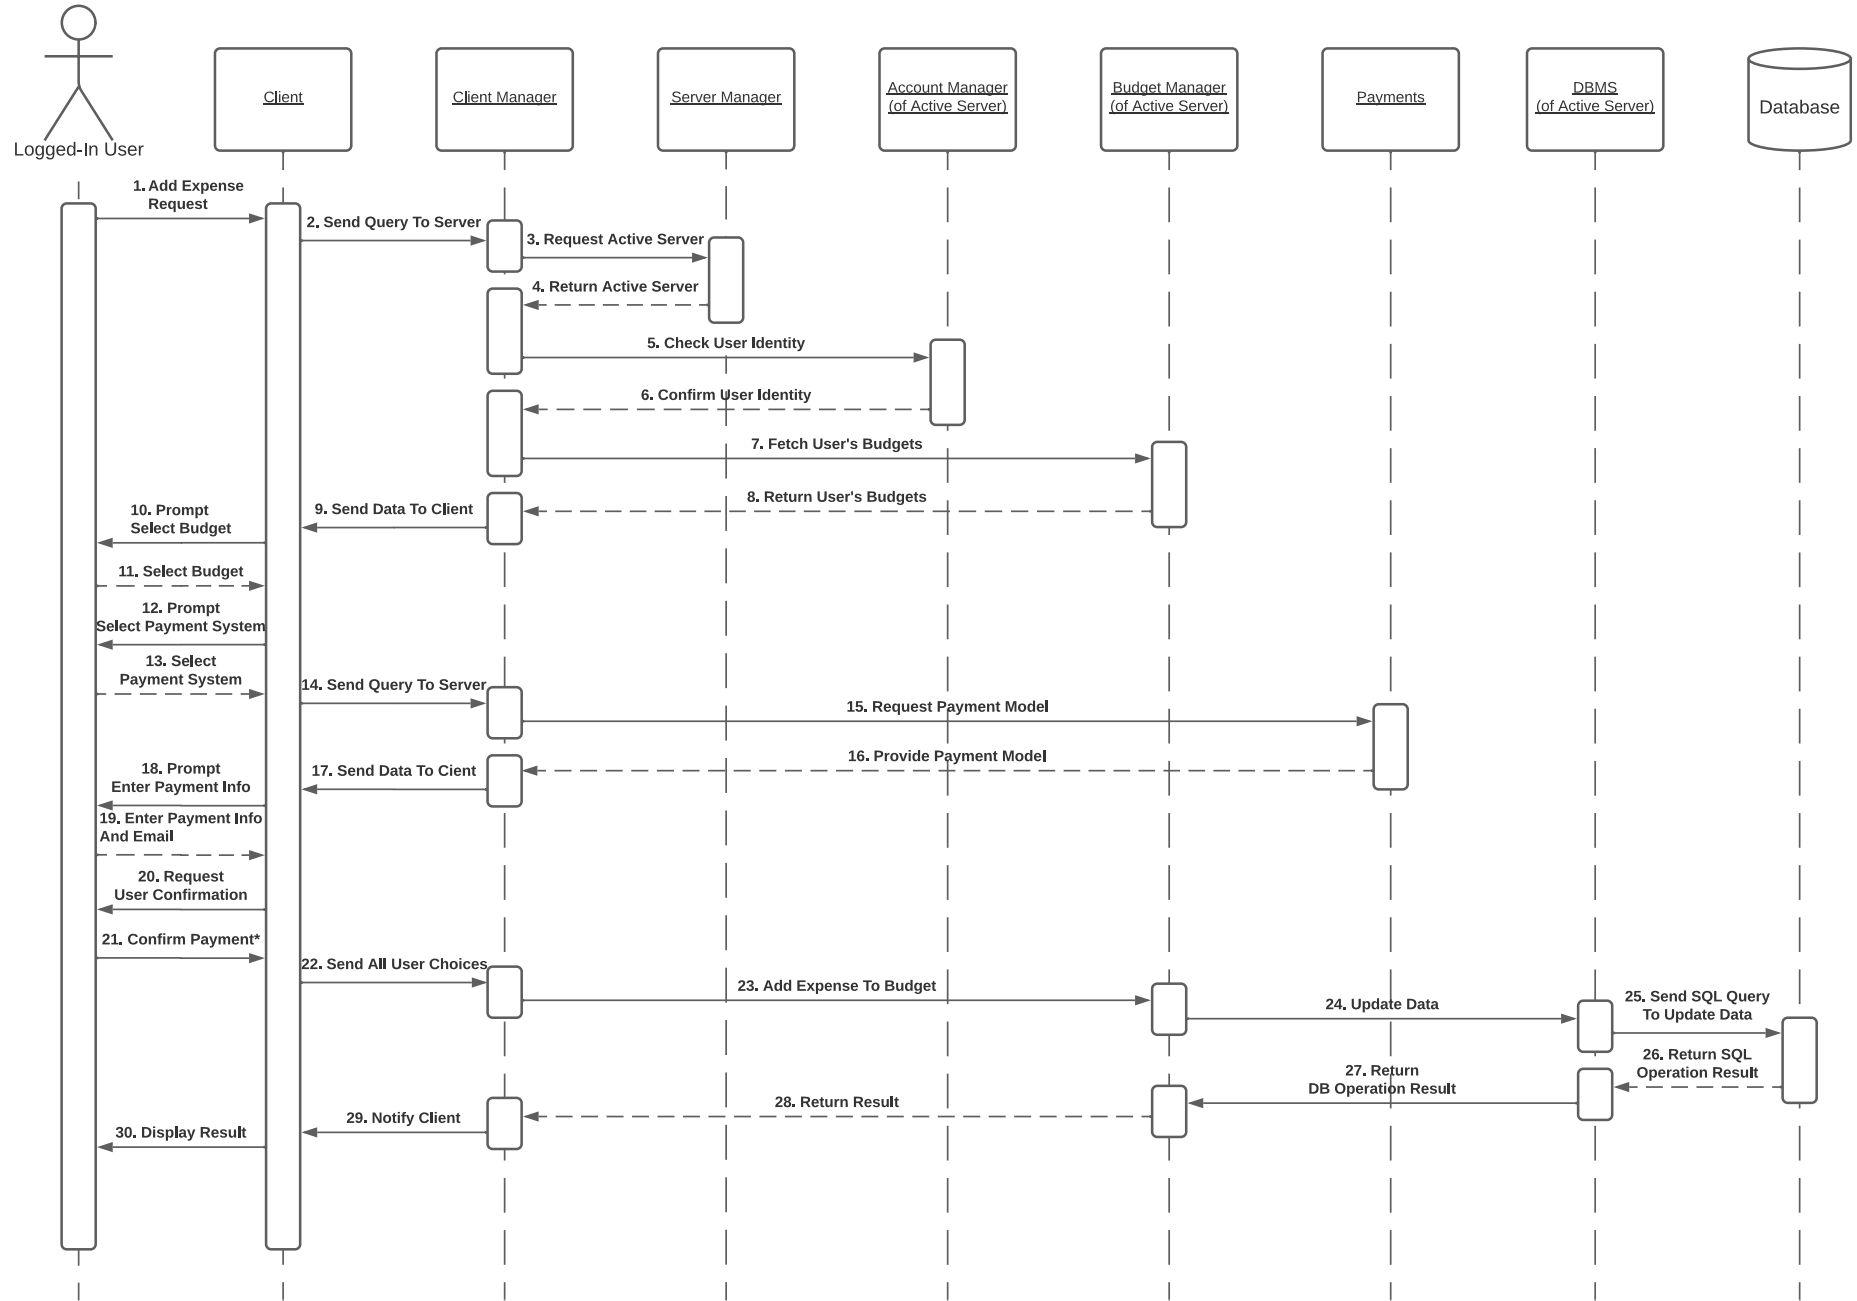 Logged-In User
Client
Client Manager
Server Manager
Account Manager
(of Active Server)
Budget Manager
(of Active Server)
Payments
DBMS
(of Active Server)
Database
1. Add Expense
Request
2. Send Query To Server
3. Request Active Server
4. Return Active Server
5. Check User Identity
6. Confirm User Identity
7. Fetch User's Budgets
8. Return User's Budgets
9. Send Data To Client
10. Prompt
Select Budget
11. Select Budget
12. Prompt
Select Payment System
13. Select
Payment System
14. Send Query To Server
15. Request Payment Model
16. Provide Payment Model
17. Send Data To Cient
18. Prompt
Enter Payment Info
19. Enter Payment Info
And Email
20. Request
User Confirmation
21. Confirm Payment*
22. Send All User Choices
23. Add Expense To Budget
24. Update Data
25. Send SQL Query
To Update Data
26. Return SQL
Operation Result
27. Return
DB Operation Result
28. Return Result
29. Notify Client
30. Display Result